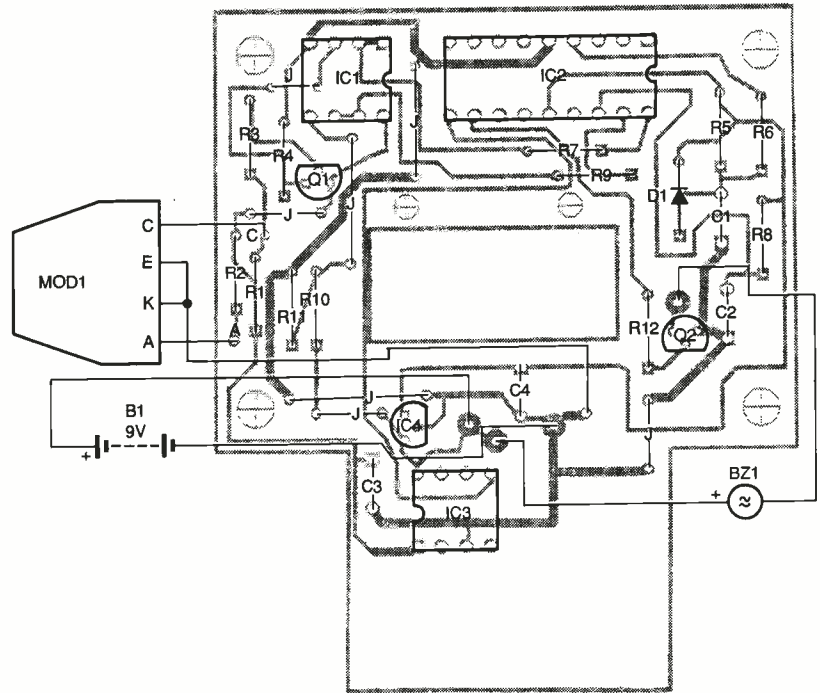 IC1
IC2
J
J
R3
R4
Q1
R7
R9
R5
R6
D1
C1
R8
J
J
C
E
K
A
MOD1
C
R2
R1
A
R11
R10
R12
Q2
C2
C4
J
J
IC4
J
B1
9V
+
C3
IC3
BZ1
+
≈